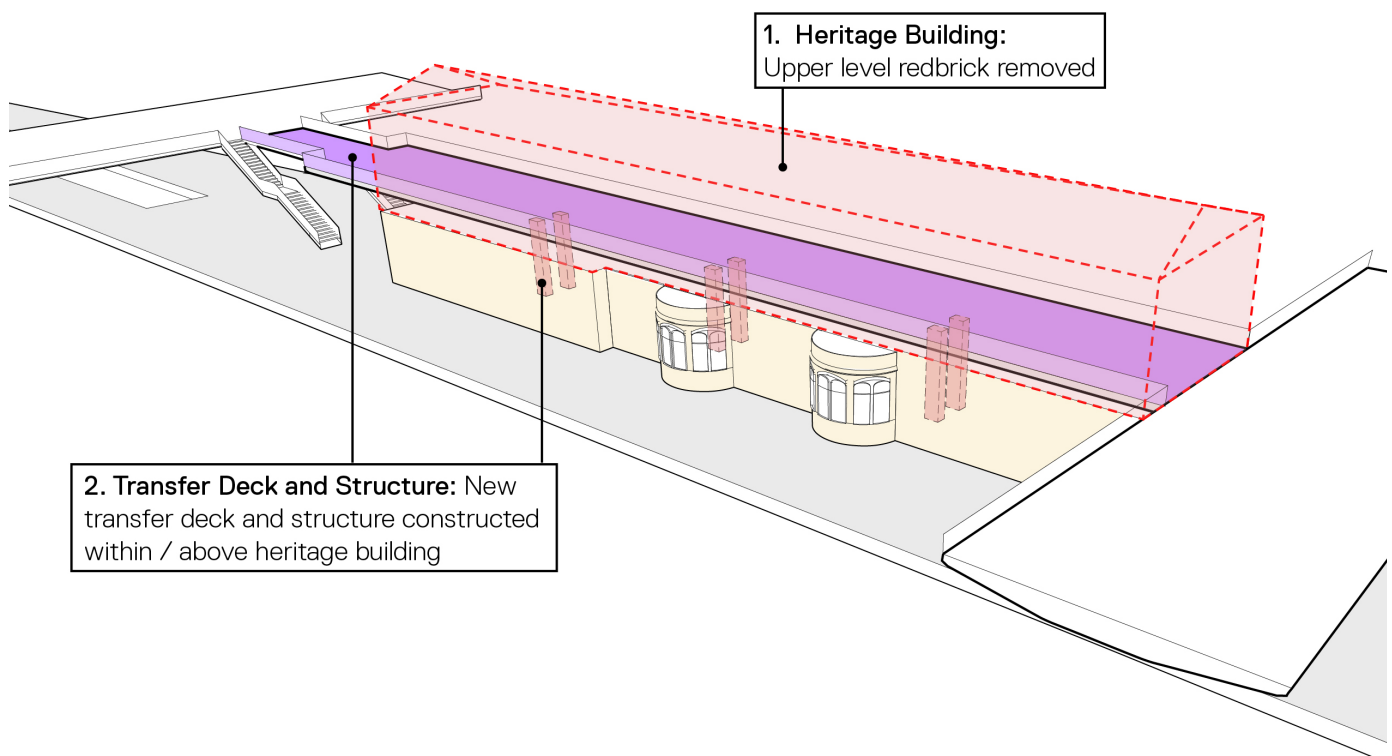 1. Heritage Building:
Upper level redbrick removed
2. Transfer Deck and Structure: New
transfer deck and structure constructed
within / above heritage building